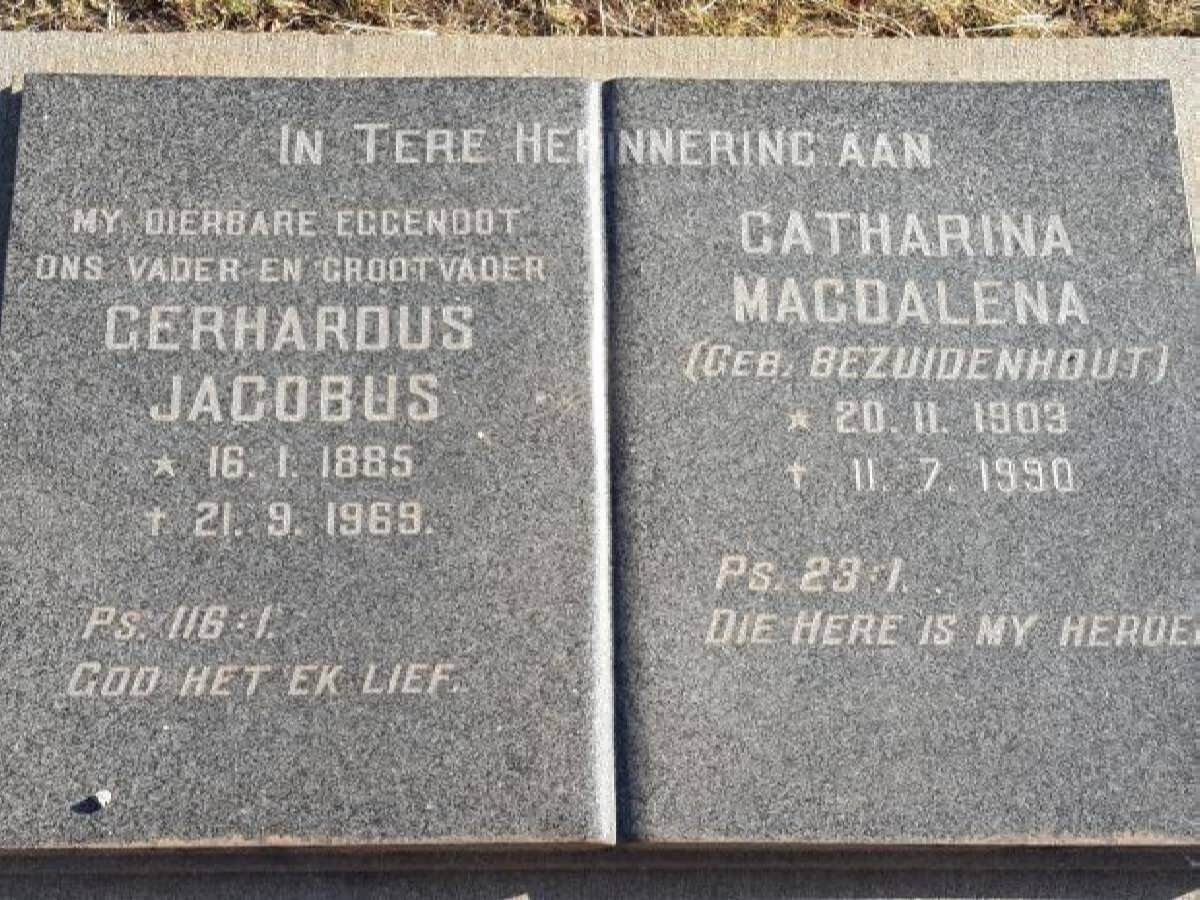 IN TERE HERINNERING AAN
MY DIERBARE EGGENOOT
ONS VADER EN GROOTVADER
GERHARDUS
JACOBUS
* 16. 1. 1885
† 21. 9. 1969.
Ps. 116:1.
GOD HET EK LIEF.
CATHARINA
MAGDALENA
(GEB. BEZUIDENHOUT)
* 20. 11. 1903
† 11. 7. 1990
Ps. 23:1.
DIE HERE IS MY HERDE